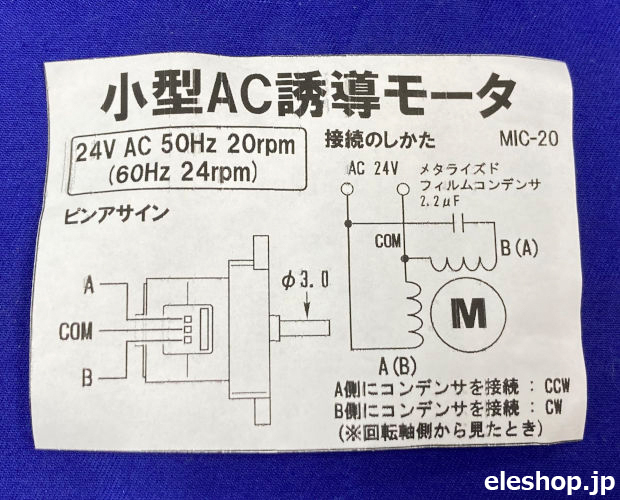 小型AC誘導モータ
24V AC 50Hz 20rpm
(60Hz 24rpm)
接続のしかた
MIC-20
ピンアサイン
AC 24V
メタライズド
フィルムコンデンサ
2.2μF
COM
B(A)
A
COM
B
φ3.0
M
A(B)
A側にコンデンサを接続：CCW
B側にコンデンサを接続：CW
(※回転軸側から見たとき)
eleshop.jp